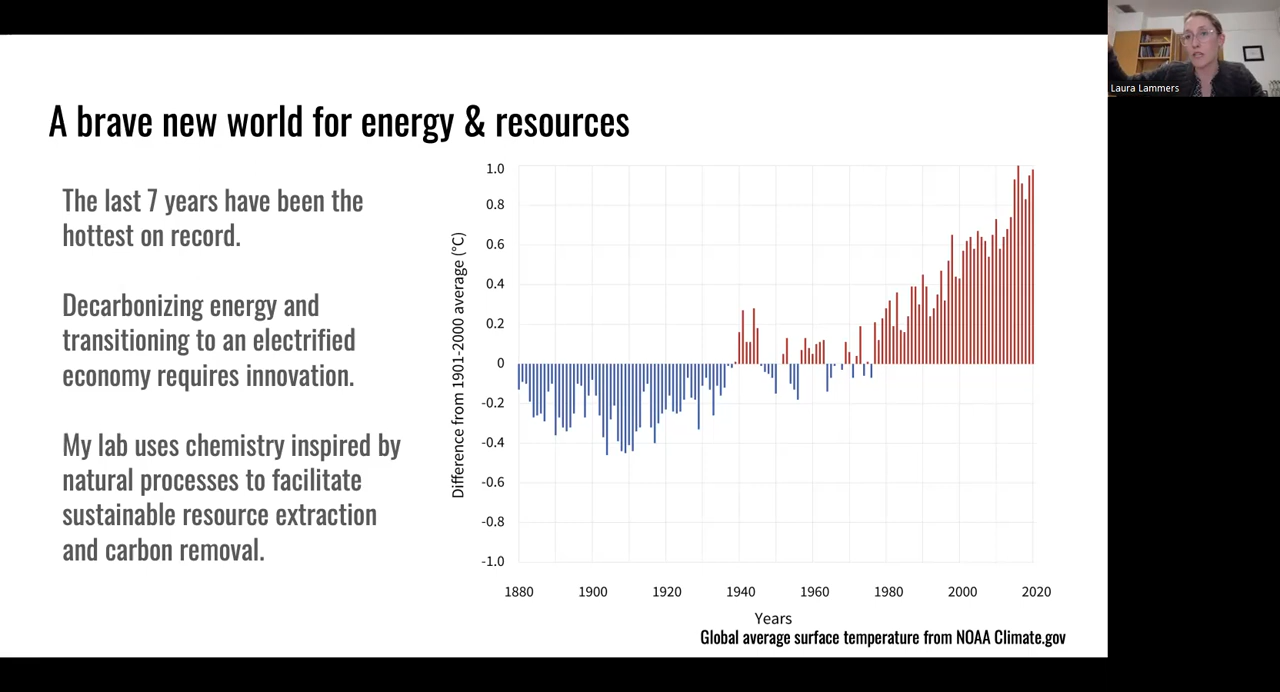 Laura Lammers
A brave new world for energy & resources
The last 7 years have been the
hottest on record.
Decarbonizing energy and
transitioning to an electrified
economy requires innovation.
My lab uses chemistry inspired by
natural processes to facilitate
sustainable resource extraction
and carbon removal.
Difference from 1901-2000 average (°C)
1.0
0.8
0.6
0.4
0.2
0
-0.2
-0.4
-0.6
-0.8
-1.0
1880 1900 1920 1940 1960 1980 2000 2020
Years
Global average surface temperature from NOAA Climate.gov